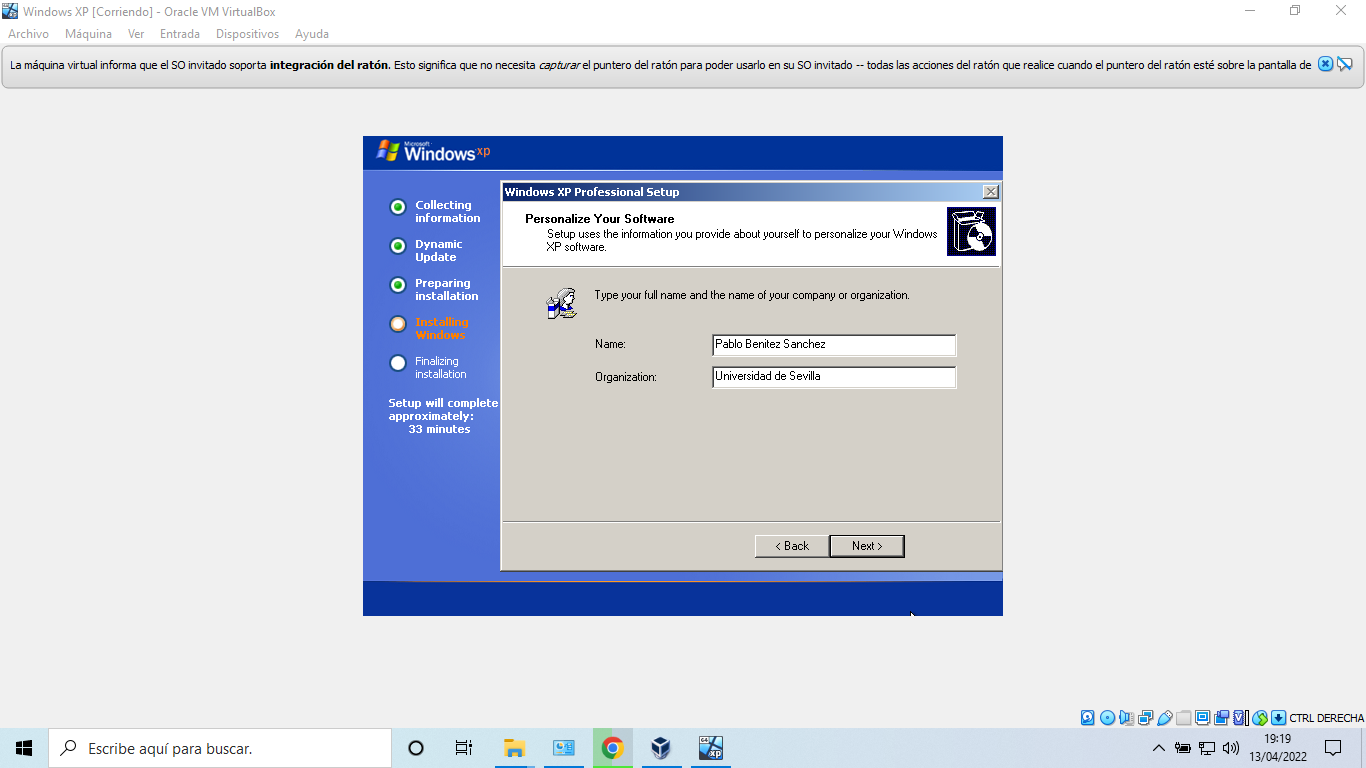 Windows XP [Corriendo] - Oracle VM VirtualBox
Archivo Máquina Ver Entrada Dispositivos Ayuda
La máquina virtual informa que el SO invitado soporta integración del ratón. Esto significa que no necesita capturar el puntero del ratón para poder usarlo en su SO invitado -- todas las acciones del ratón que realice cuando el puntero del ratón esté sobre la pantalla de
Microsoft
Windows xp
Collecting
information
Dynamic
Update
Preparing
installation
Installing
Windows
Finalizing
installation
Setup will complete
approximately:
33 minutes
Windows XP Professional Setup
Personalize Your Software
Setup uses the information you provide about yourself to personalize your Windows
XP software.
Type your full name and the name of your company or organization.
Name: Pablo Benitez Sanchez
Organization: Universidad de Sevilla
< Back Next >
CTRL DERECHA
Escribe aquí para buscar.
64
XP
19:19
13/04/2022